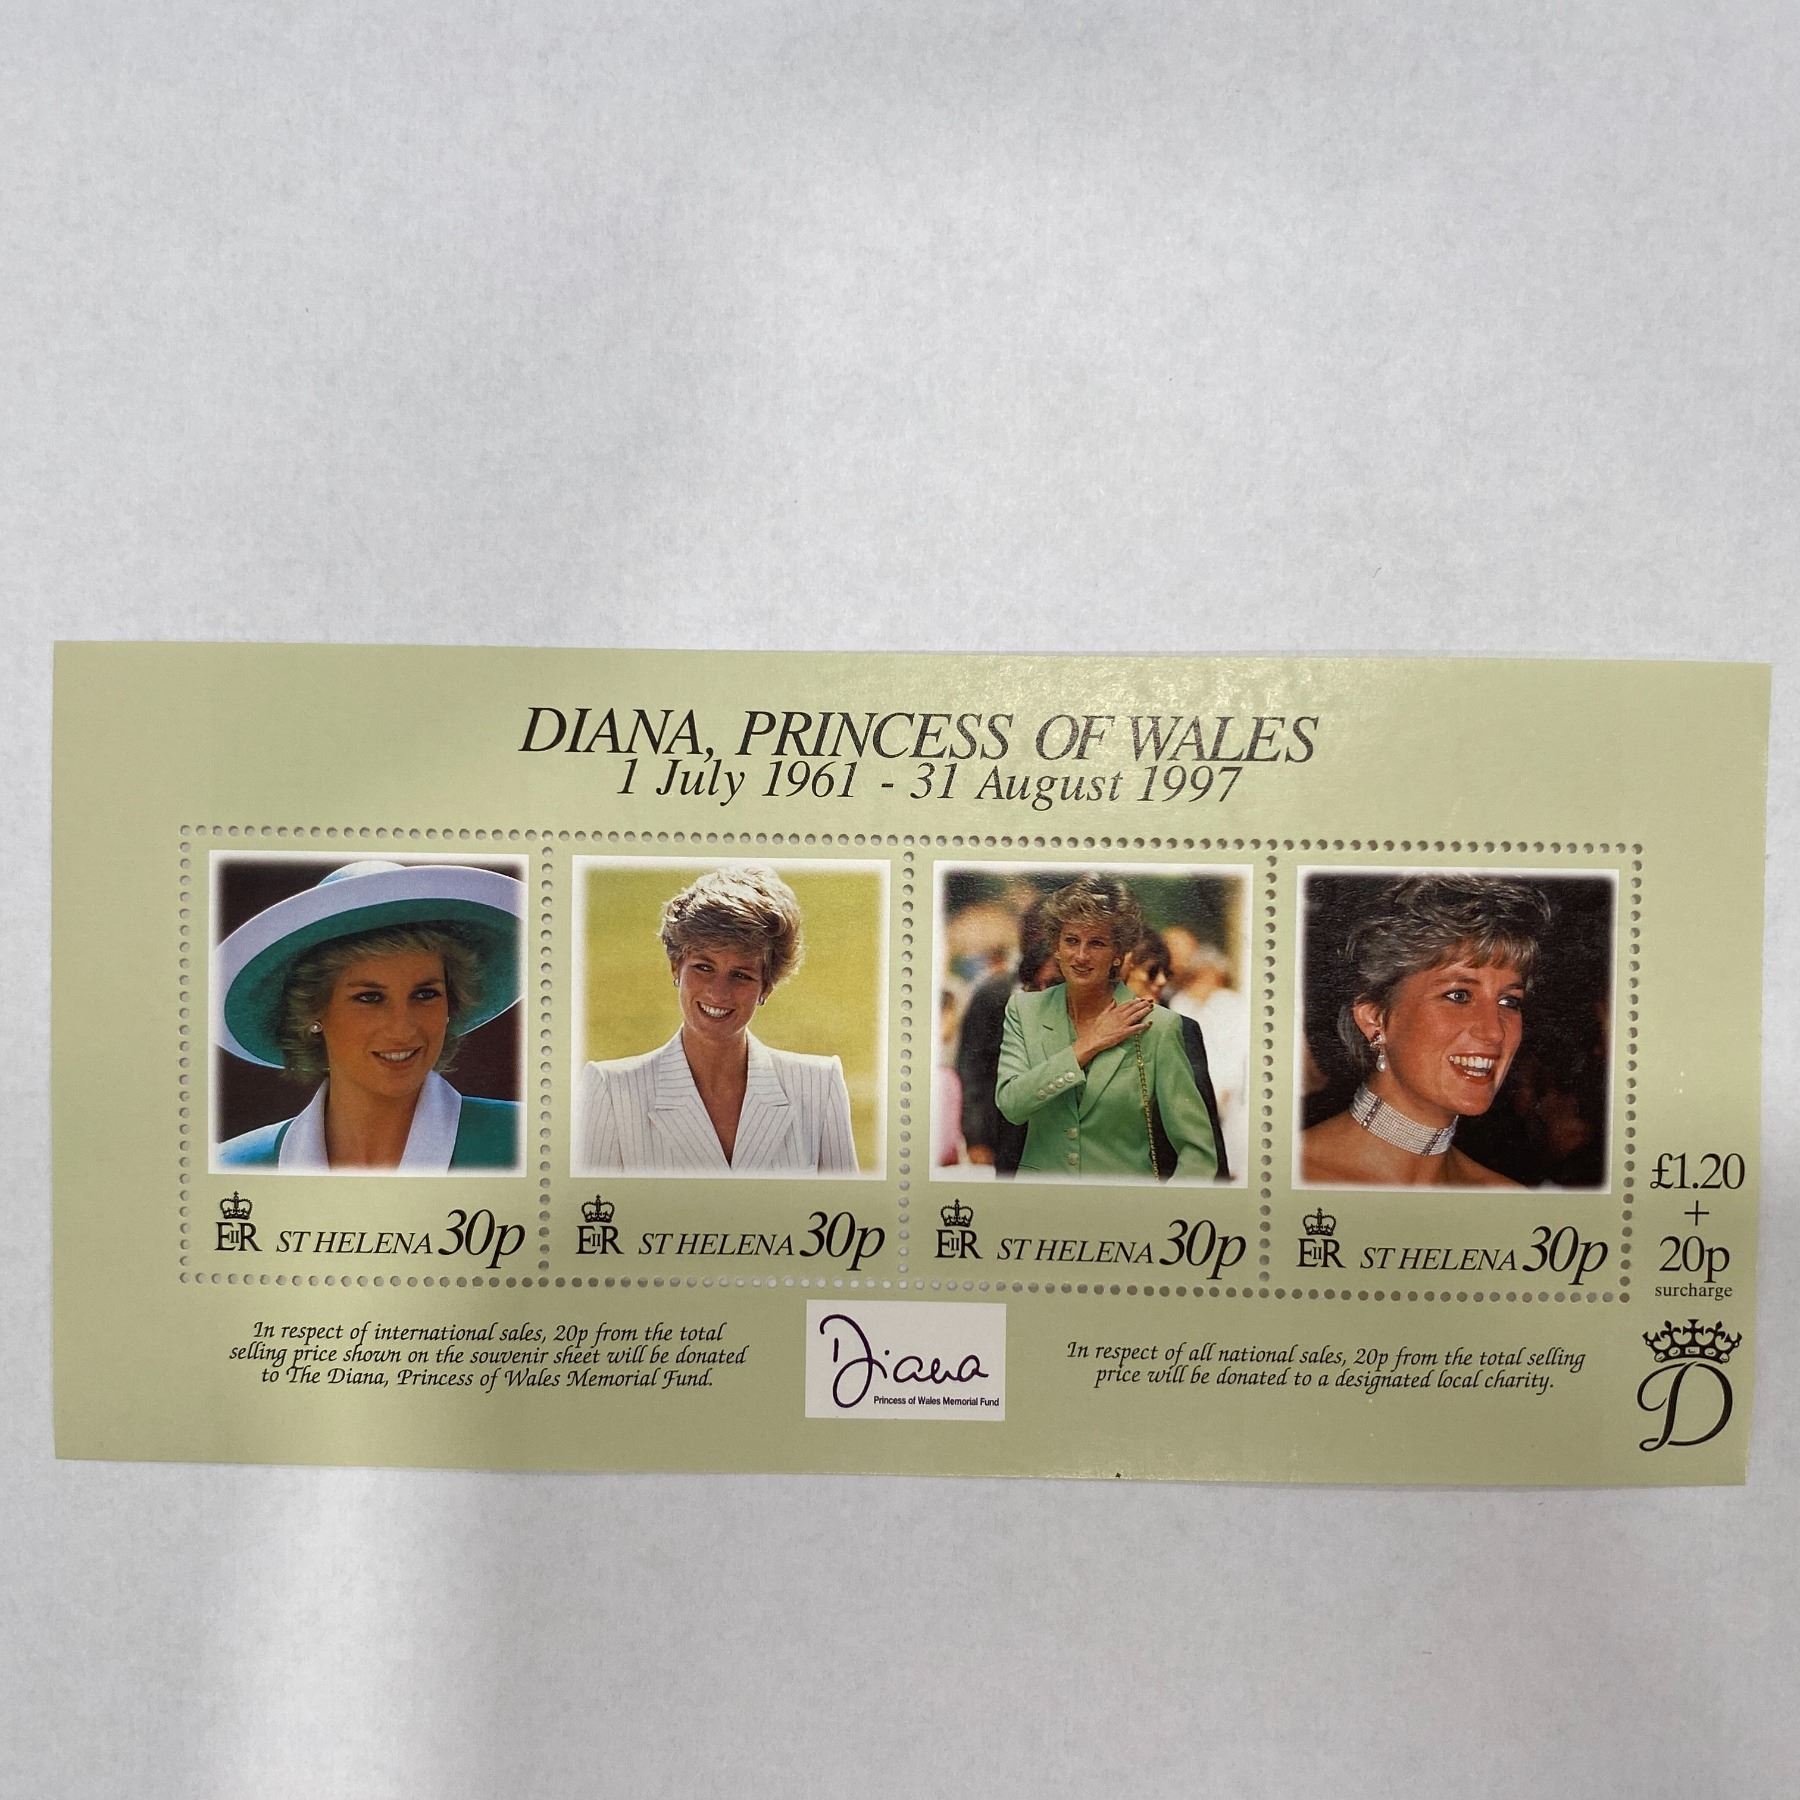 DIANA, PRINCESS OF WALES
1 July 1961 - 31 August 1997
EIIR ST HELENA 30p
EIIR ST HELENA 30p
EIIR ST HELENA 30p
EIIR ST HELENA 30p
£1.20
+
20p
surcharge
In respect of international sales, 20p from the total
selling price shown on the souvenir sheet will be donated
to The Diana, Princess of Wales Memorial Fund.
Diana
Princess of Wales Memorial Fund
In respect of all national sales, 20p from the total selling
price will be donated to a designated local charity.
D